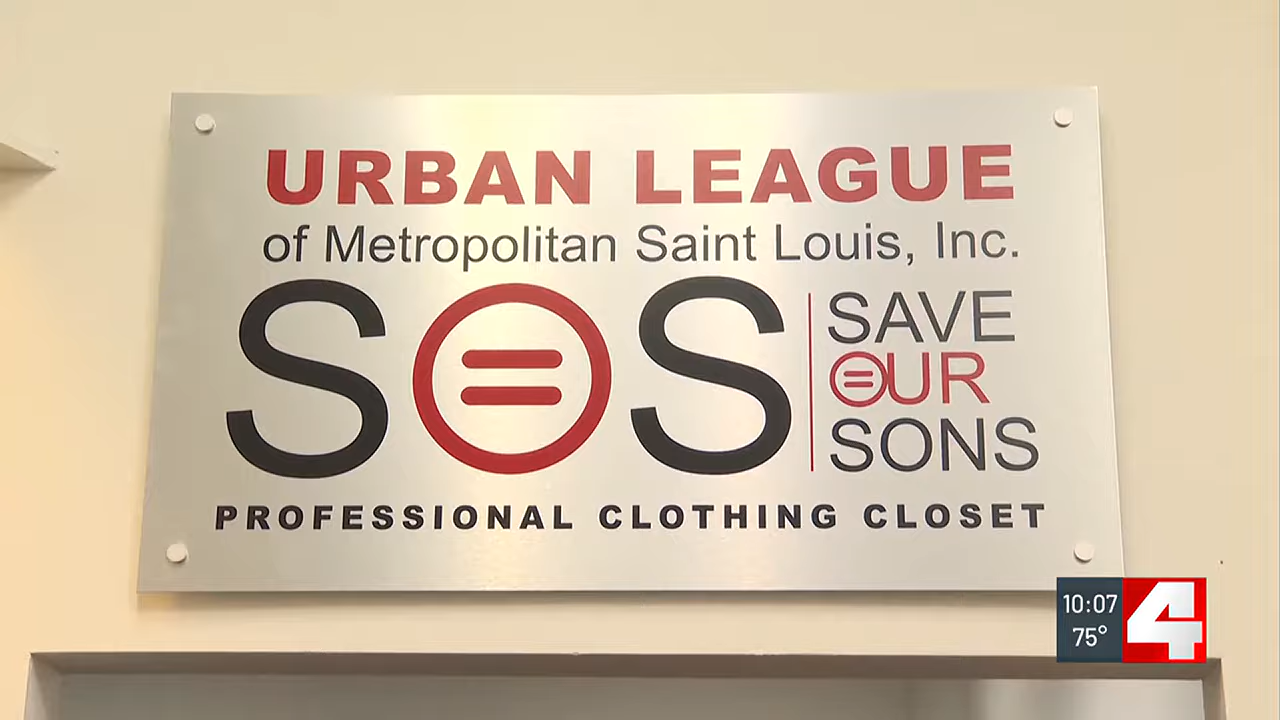 URBAN LEAGUE
of Metropolitan Saint Louis, Inc.
SOS
SAVE
OUR
SONS
PROFESSIONAL CLOTHING CLOSET
10:07
75°
4